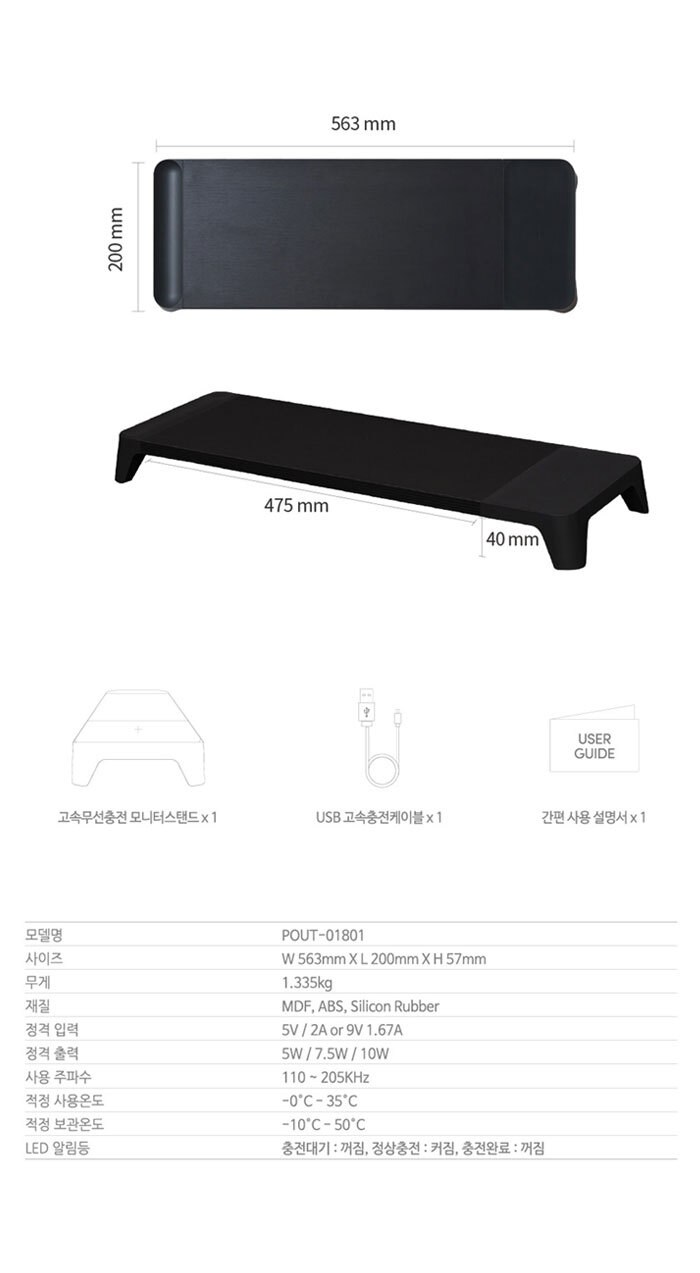 563 mm
200 mm
475 mm
40 mm
USER
GUIDE
고속무선충전 모니터스탠드 x 1
USB 고속충전케이블 x 1
간편 사용 설명서 x 1
모델명 POUT-01801
사이즈 W 563mm X L 200mm X H 57mm
무게 1.335kg
재질 MDF, ABS, Silicon Rubber
정격 입력 5V / 2A or 9V 1.67A
정격 출력 5W / 7.5W / 10W
사용 주파수 110 ~ 205KHz
적정 사용온도 -0˚C - 35˚C
적정 보관온도 -10˚C - 50˚C
LED 알림등 충전대기 : 꺼짐, 정상충전 : 켜짐, 충전완료 : 꺼짐